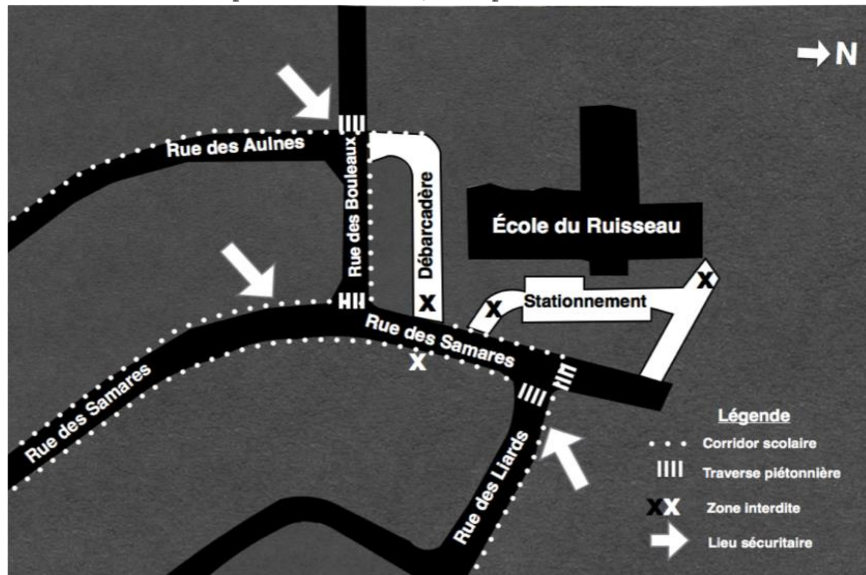 N
Rue des Aulnes
Rue des Bouleaux
Débarcadère
École du Ruisseau
Stationnement
Rue des Samares
Rue des Samares
Rue des Liards
Légende
Corridor scolaire
Traverse piétonnière
XX Zone interdite
Lieu sécuritaire
X
X
X
X